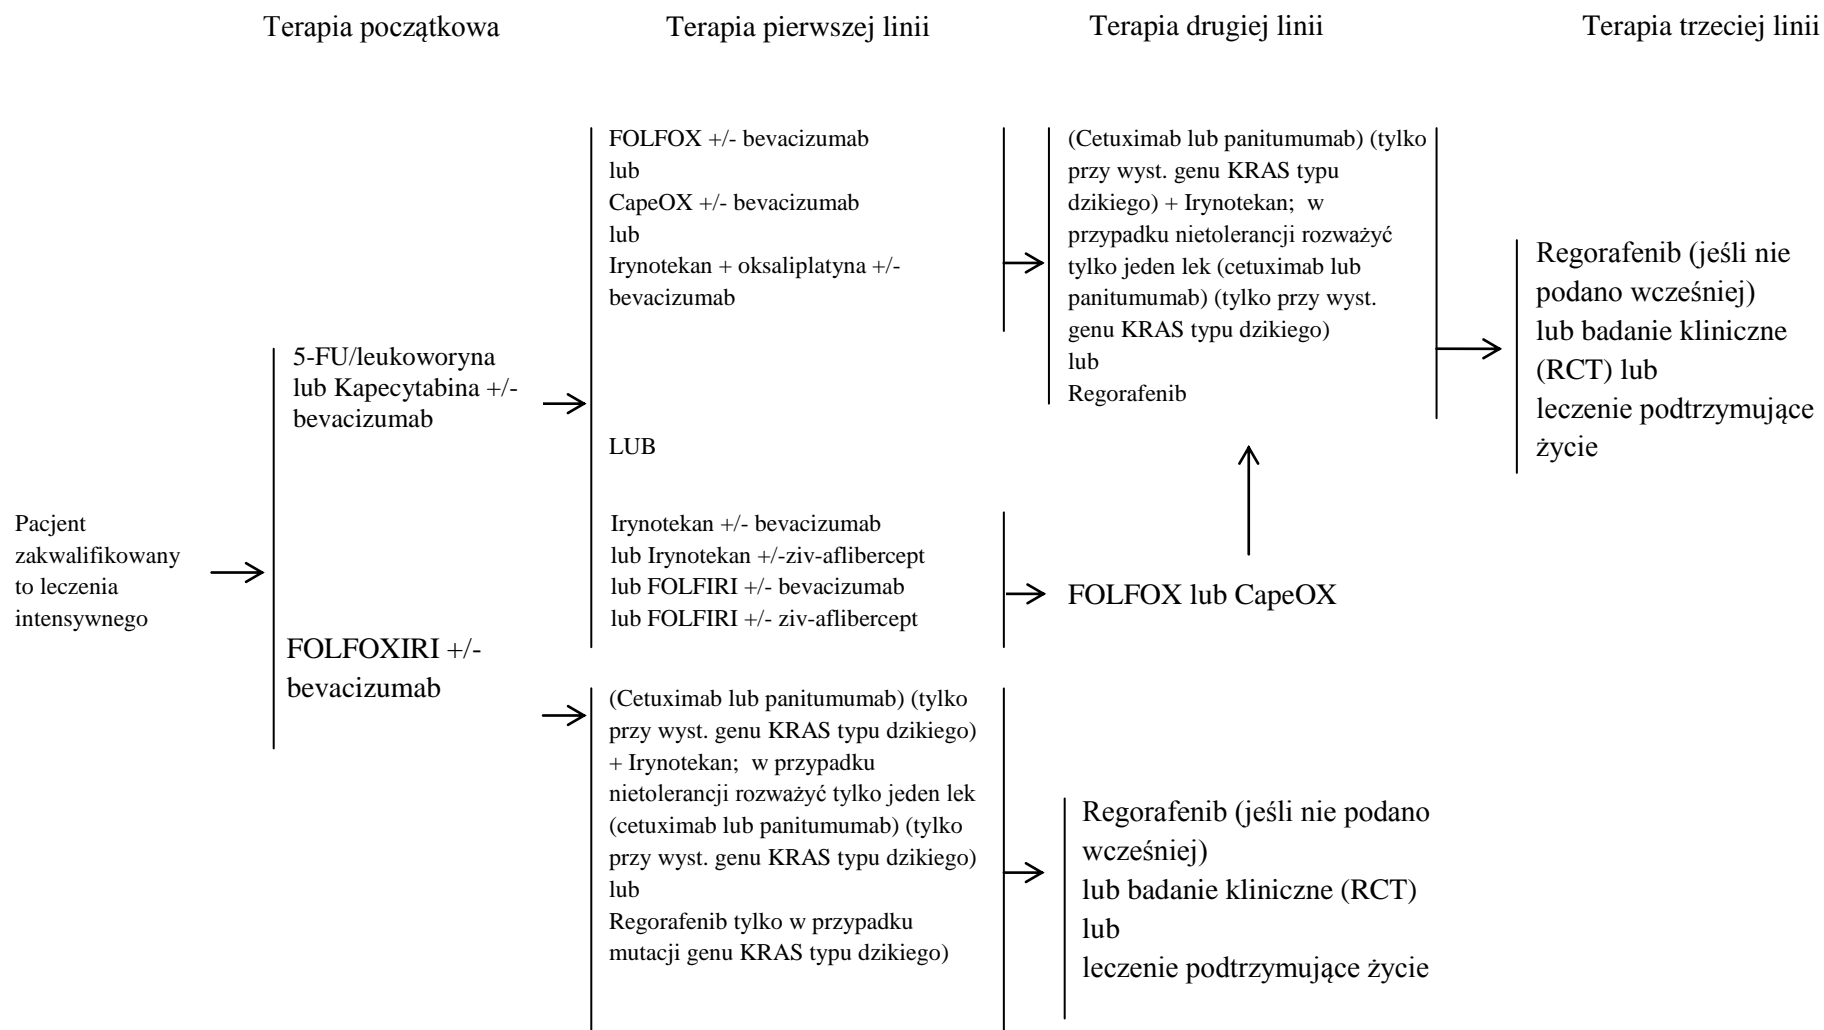 Terapia początkowa
Terapia pierwszej linii
Terapia drugiej linii
Terapia trzeciej linii
Pacjent
zakwalifikowany
to leczenia
intensywnego
5-FU/leukoworyna
lub Kapecytabina +/-
bevacizumab
FOLFOXIRI +/-
bevacizumab
FOLFOX +/- bevacizumab
lub
CapeOX +/- bevacizumab
lub
Irynotekan + oksaliplatyna +/-
bevacizumab
LUB
Irynotekan +/- bevacizumab
lub Irynotekan +/-ziv-aflibercept
lub FOLFIRI +/- bevacizumab
lub FOLFIRI +/- ziv-aflibercept
(Cetuximab lub panitumumab) (tylko
przy wyst. genu KRAS typu dzikiego)
+ Irynotekan;  w przypadku
nietolerancji rozważyć tylko jeden lek
(cetuximab lub panitumumab) (tylko
przy wyst. genu KRAS typu dzikiego)
lub
Regorafenib tylko w przypadku
mutacji genu KRAS typu dzikiego)
(Cetuximab lub panitumumab) (tylko
przy wyst. genu KRAS typu
dzikiego) + Irynotekan;  w
przypadku nietolerancji rozważyć
tylko jeden lek (cetuximab lub
panitumumab) (tylko przy wyst.
genu KRAS typu dzikiego)
lub
Regorafenib
FOLFOX lub CapeOX
Regorafenib (jeśli nie podano
wcześniej)
lub badanie kliniczne (RCT)
lub
leczenie podtrzymujące życie
Regorafenib (jeśli nie
podano wcześniej)
lub badanie kliniczne
(RCT) lub
leczenie podtrzymujące
życie